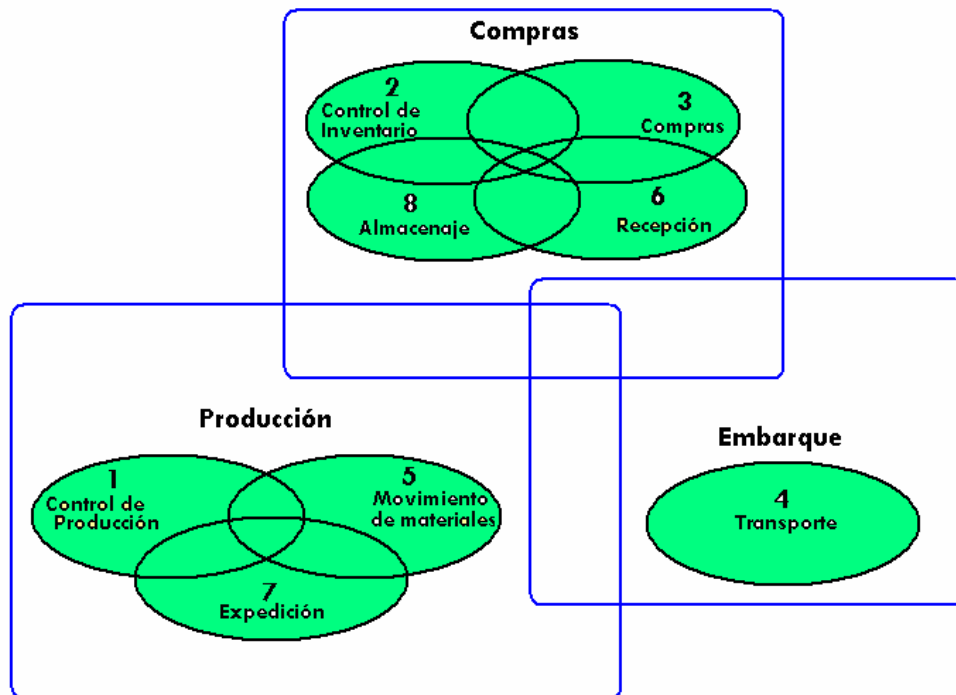 Compras
2
Control de
Inventario
3
Compras
8
Almacenaje
6
Recepción
Producción
1
Control de
Producción
5
Movimiento
de materiales
7
Expedición
Embarque
4
Transporte